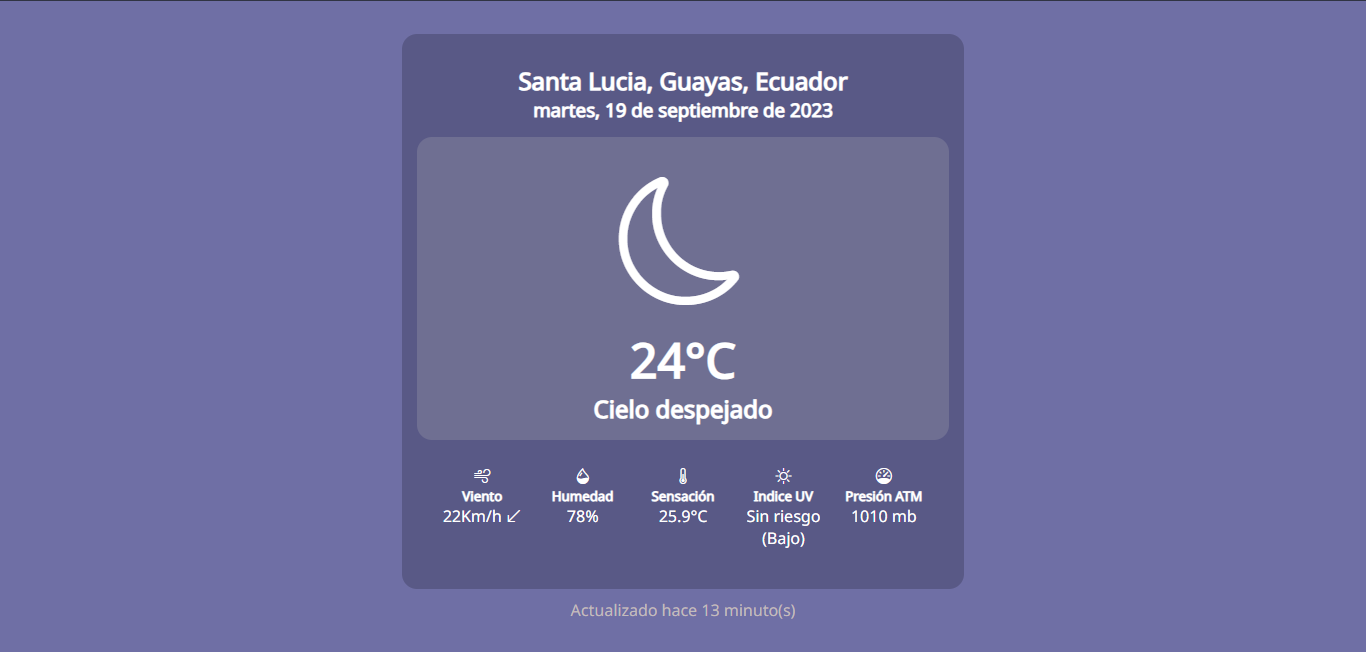 Santa Lucia, Guayas, Ecuador
martes, 19 de septiembre de 2023
24°C
Cielo despejado
Viento
22Km/h ↙
Humedad
78%
Sensación
25.9°C
Indice UV
Sin riesgo
(Bajo)
Presión ATM
1010 mb
Actualizado hace 13 minuto(s)